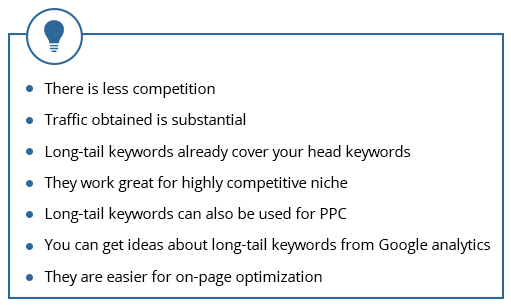 There is less competition
Traffic obtained is substantial
Long-tail keywords already cover your head keywords
They work great for highly competitive niche
Long-tail keywords can also be used for PPC
You can get ideas about long-tail keywords from Google analytics
They are easier for on-page optimization